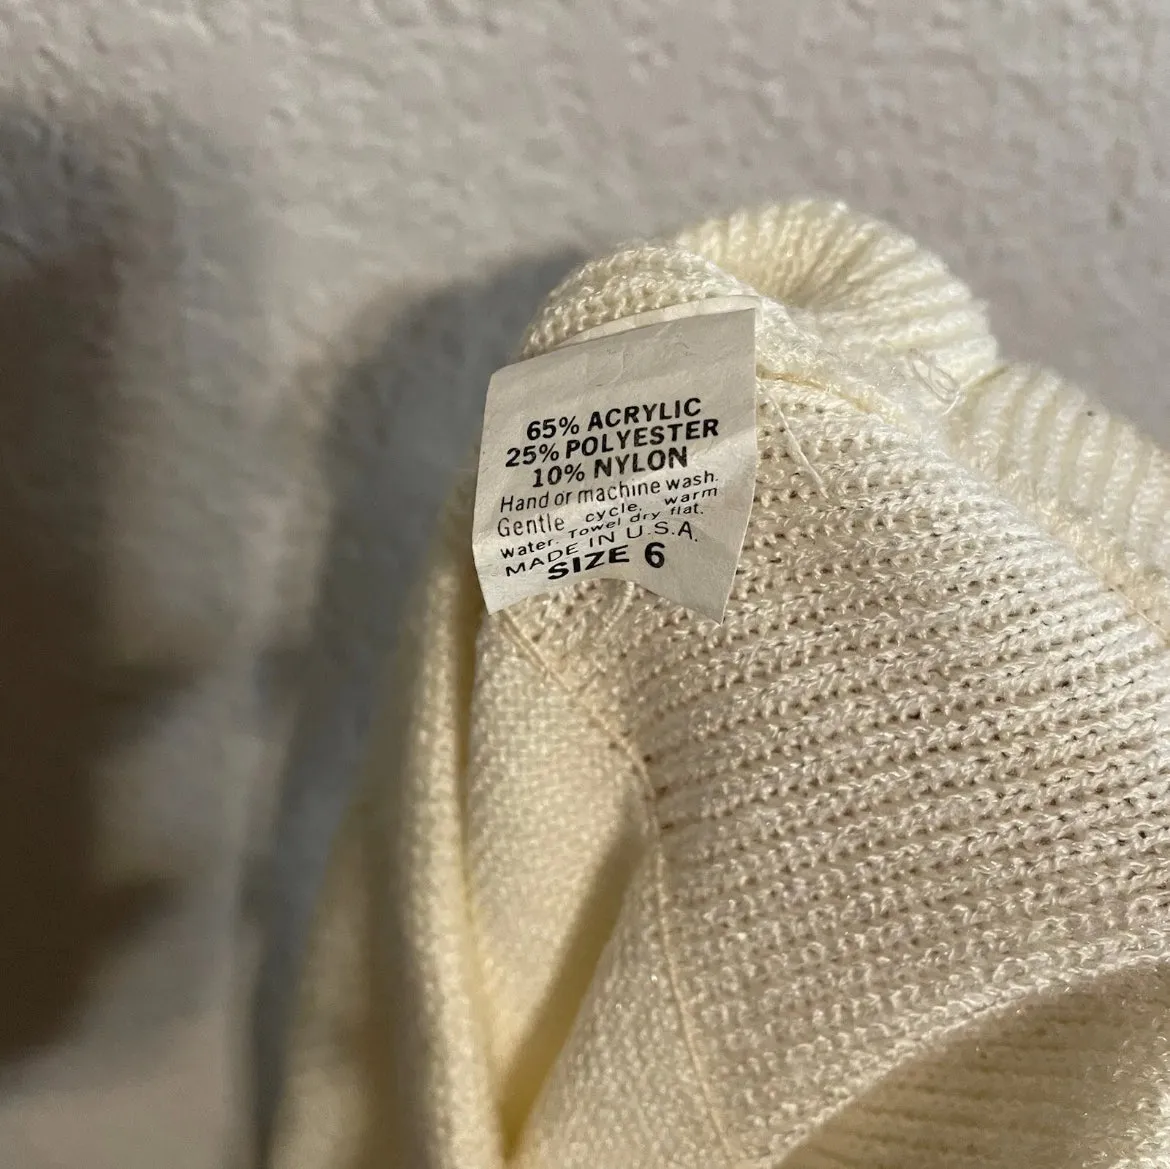 65% ACRYLIC
25% POLYESTER
10% NYLON
Hand or machine wash.
Gentle cycle, warm
water. Towel dry flat.
MADE IN U.S.A.
SIZE 6